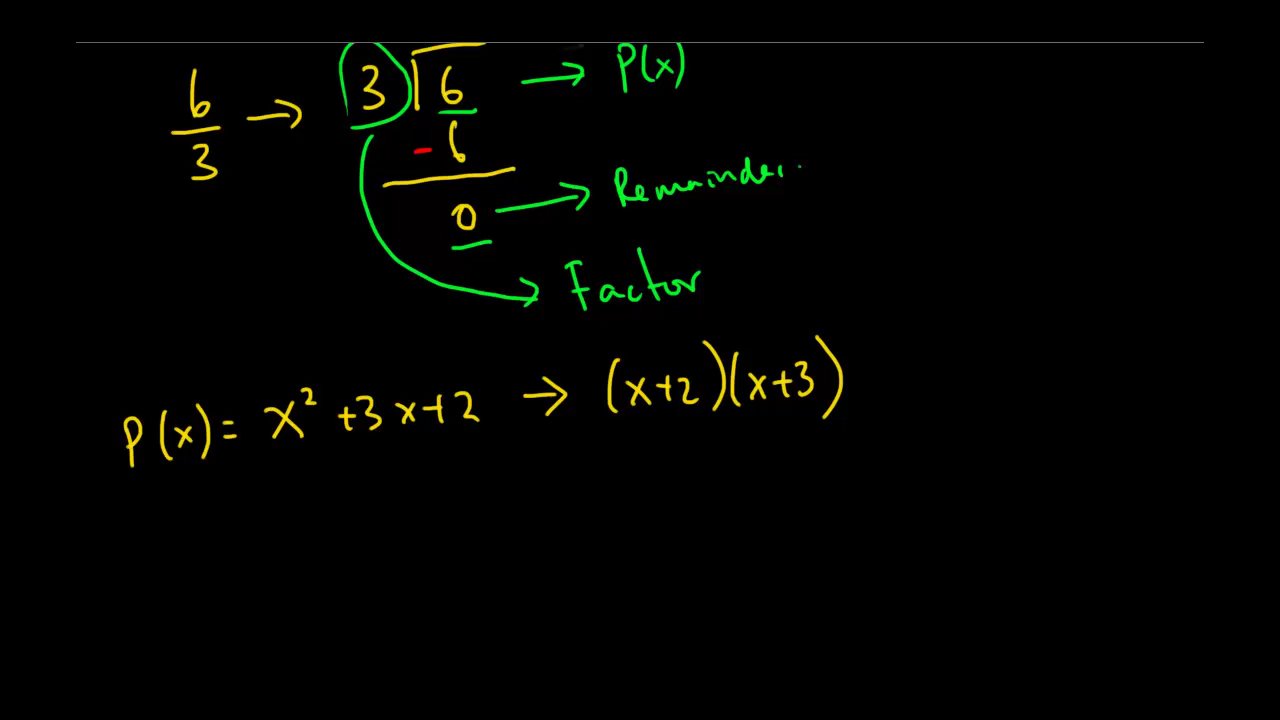 6/3 → 3 6 → P(x)
- 6
0 → Remainder.
→ Factor
P(x) = x² + 3x + 2 → (x+2)(x+3)